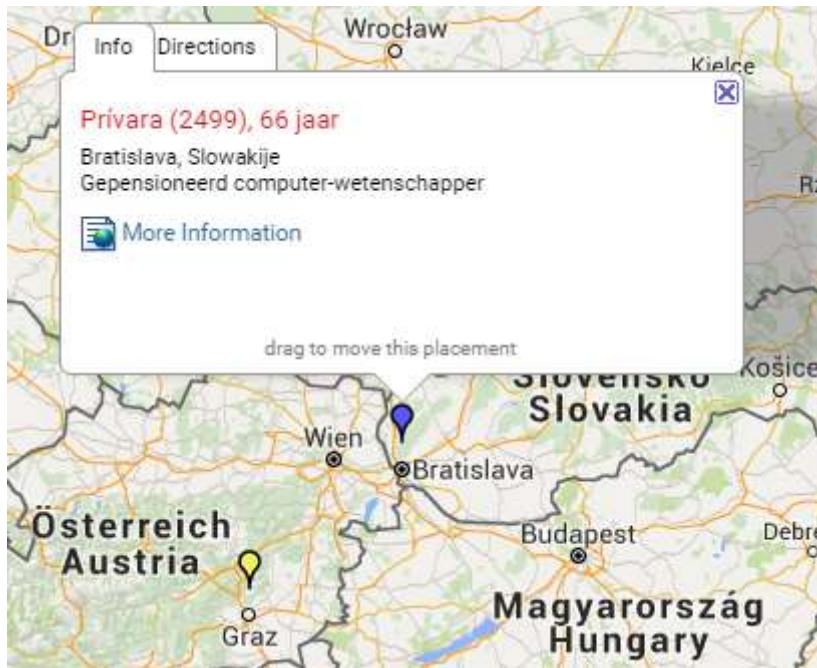 Wrocław
Info
Directions
Kielce
Prívara (2499), 66 jaar
Bratislava, Slowakije
Gepensioneerd computer-wetenschapper
More Information
drag to move this placement
Košice
Slovensko
Slovakia
Wien
Bratislava
Österreich
Austria
Budapest
Graz
Magyarország
Hungary